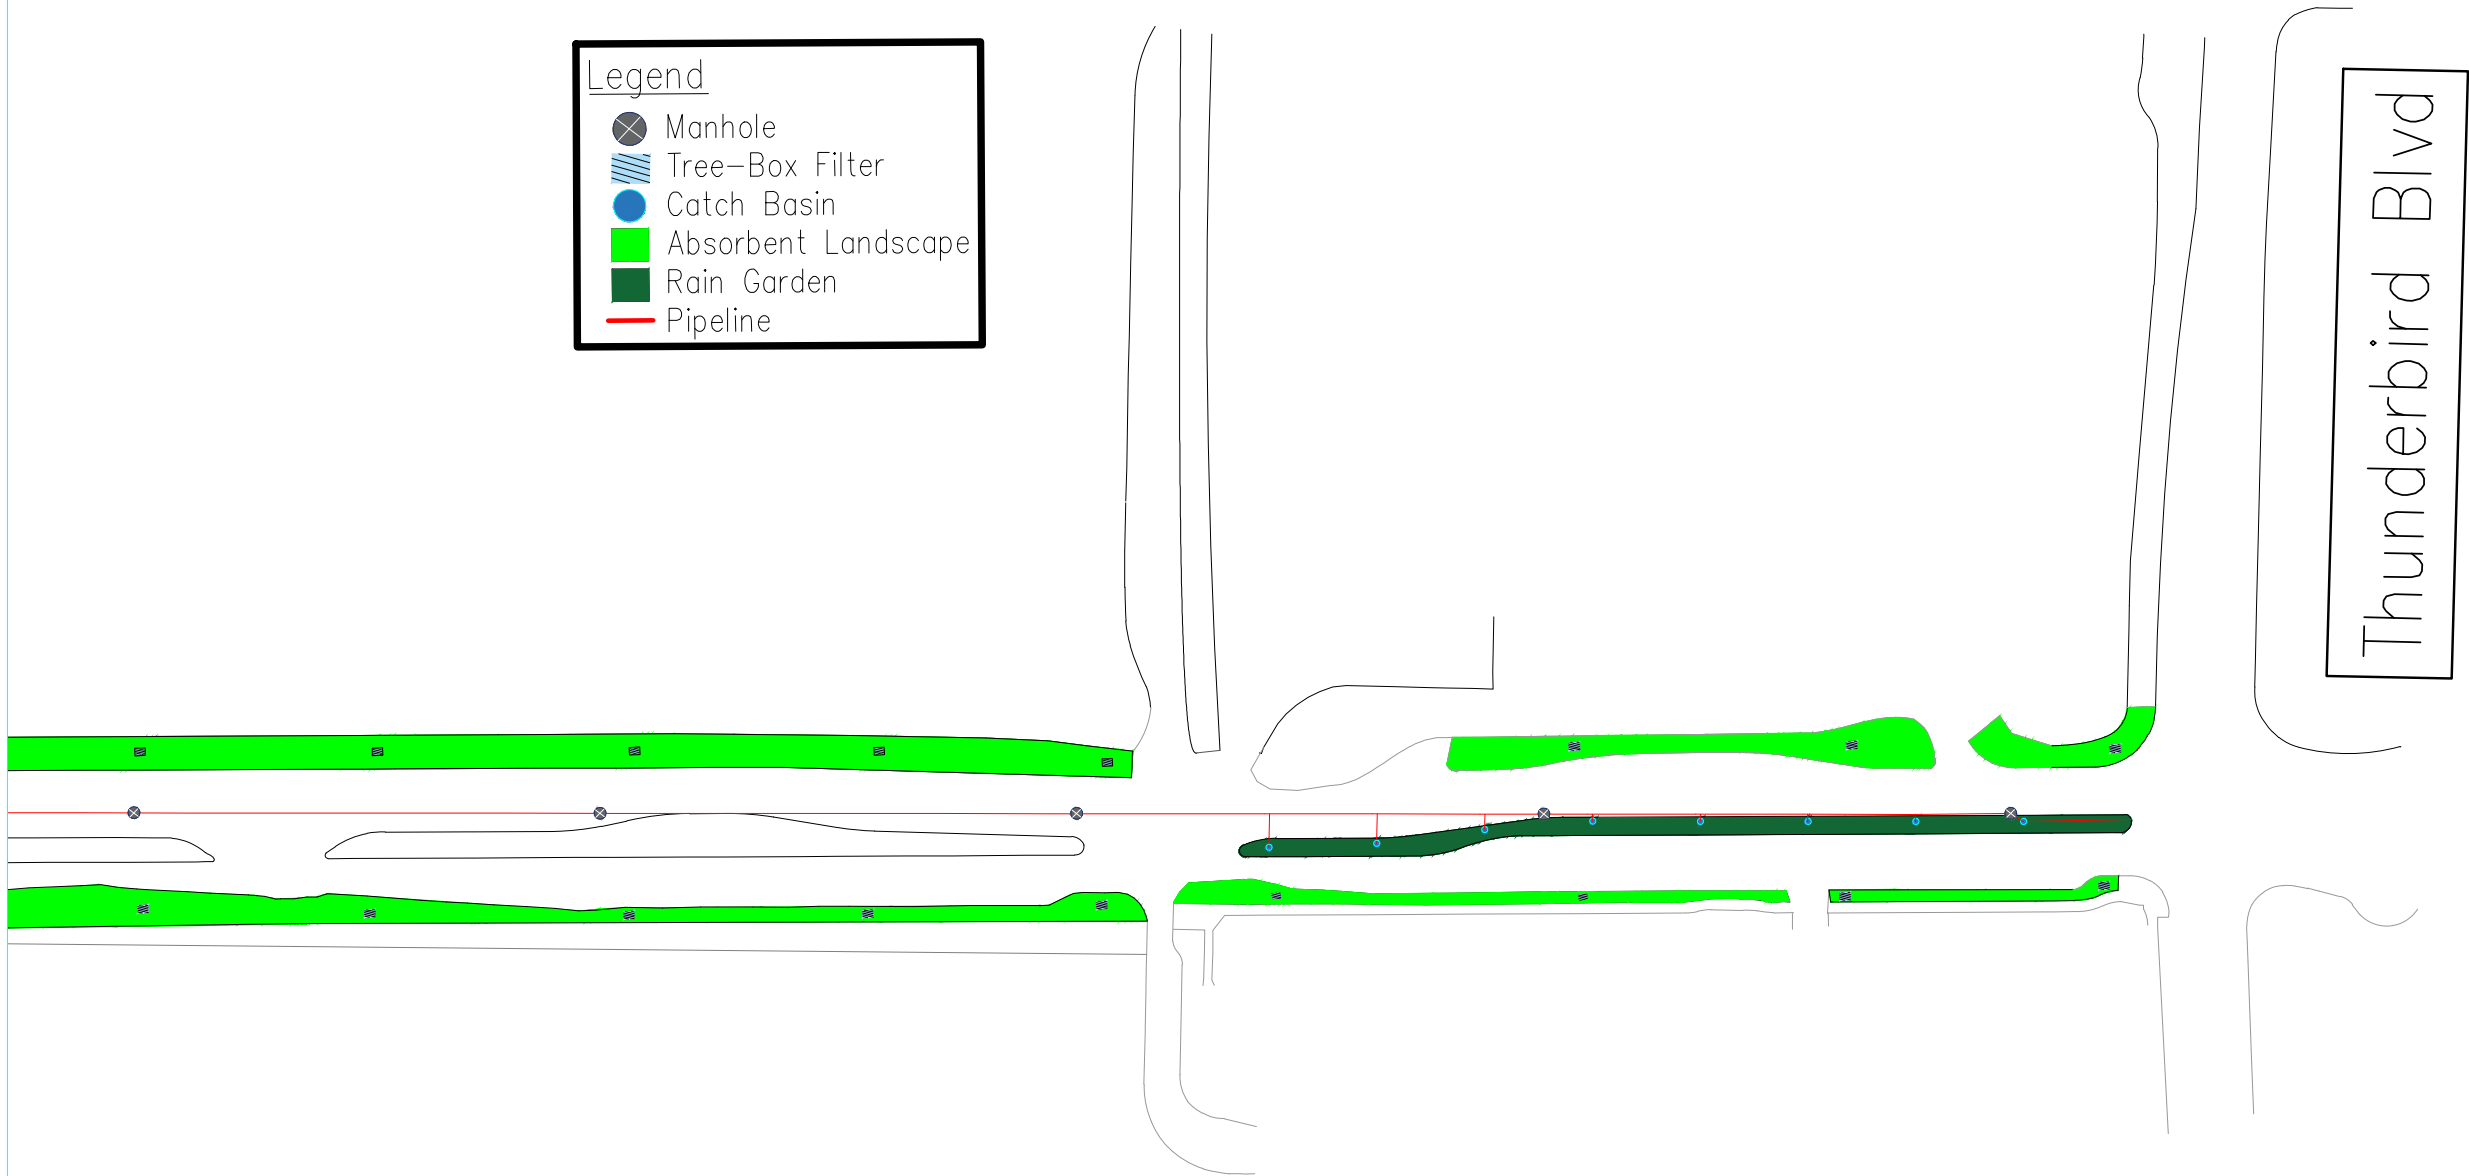 Legend
Manhole
Tree-Box Filter
Catch Basin
Absorbent Landscape
Rain Garden
Pipeline
Thunderbird Blvd